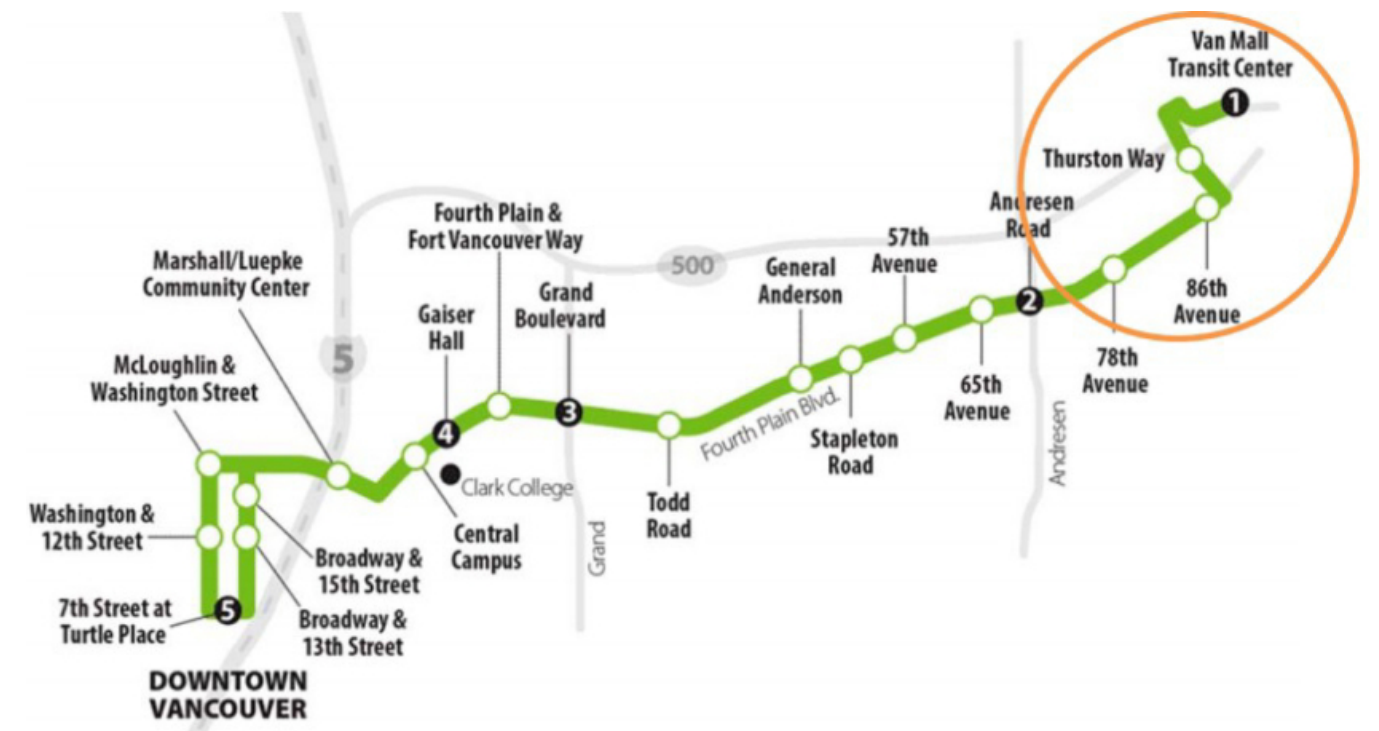 Van Mall
Transit Center
1
Thurston Way
Andresen
Road
Fourth Plain &
Fort Vancouver Way
57th
Avenue
500
General
Anderson
86th
Avenue
Marshall/Luepke
Community Center
Grand
Boulevard
Gaiser
Hall
2
5
McLoughlin &
Washington Street
78th
Avenue
65th
Avenue
3
4
Fourth Plain Blvd.
Stapleton
Road
Andresen
Clark College
Todd
Road
Washington &
12th Street
Central
Campus
Grand
Broadway &
15th Street
7th Street at
Turtle Place
5
Broadway &
13th Street
DOWNTOWN
VANCOUVER